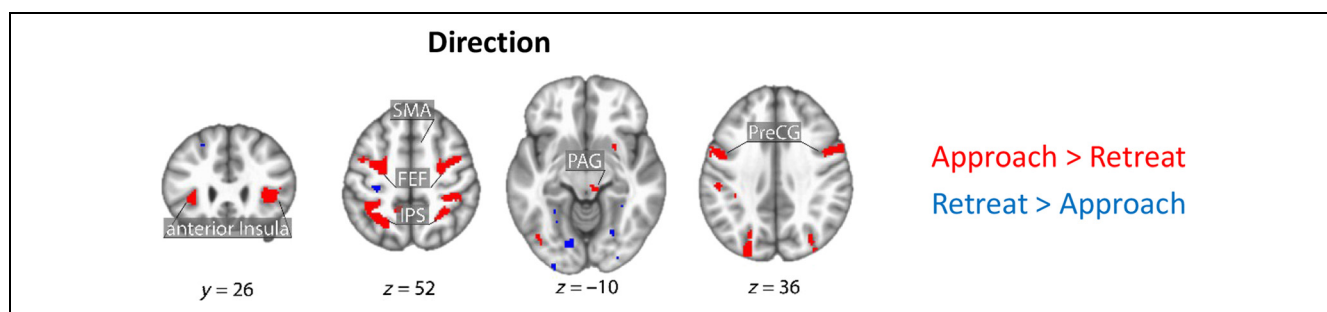 Direction
SMA
FEF
IPS
anterior Insula
PAG
PreCG
Approach > Retreat
Retreat > Approach
y = 26
z = 52
z = –10
z = 36